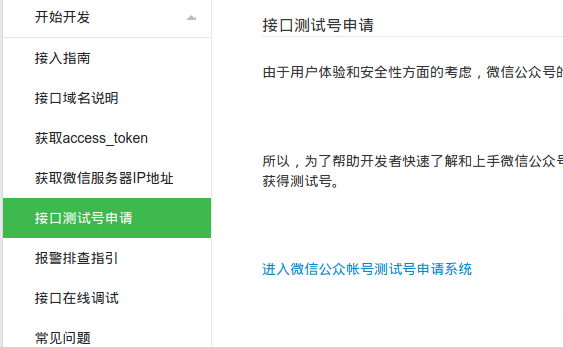 开始开发
接入指南
接口域名说明
获取access_token
获取微信服务器IP地址
接口测试号申请
报警排查指引
接口在线调试
常见问题
接口测试号申请
由于用户体验和安全性方面的考虑，微信公众号的
所以，为了帮助开发者快速了解和上手微信公众号
获得测试号。
进入微信公众帐号测试号申请系统